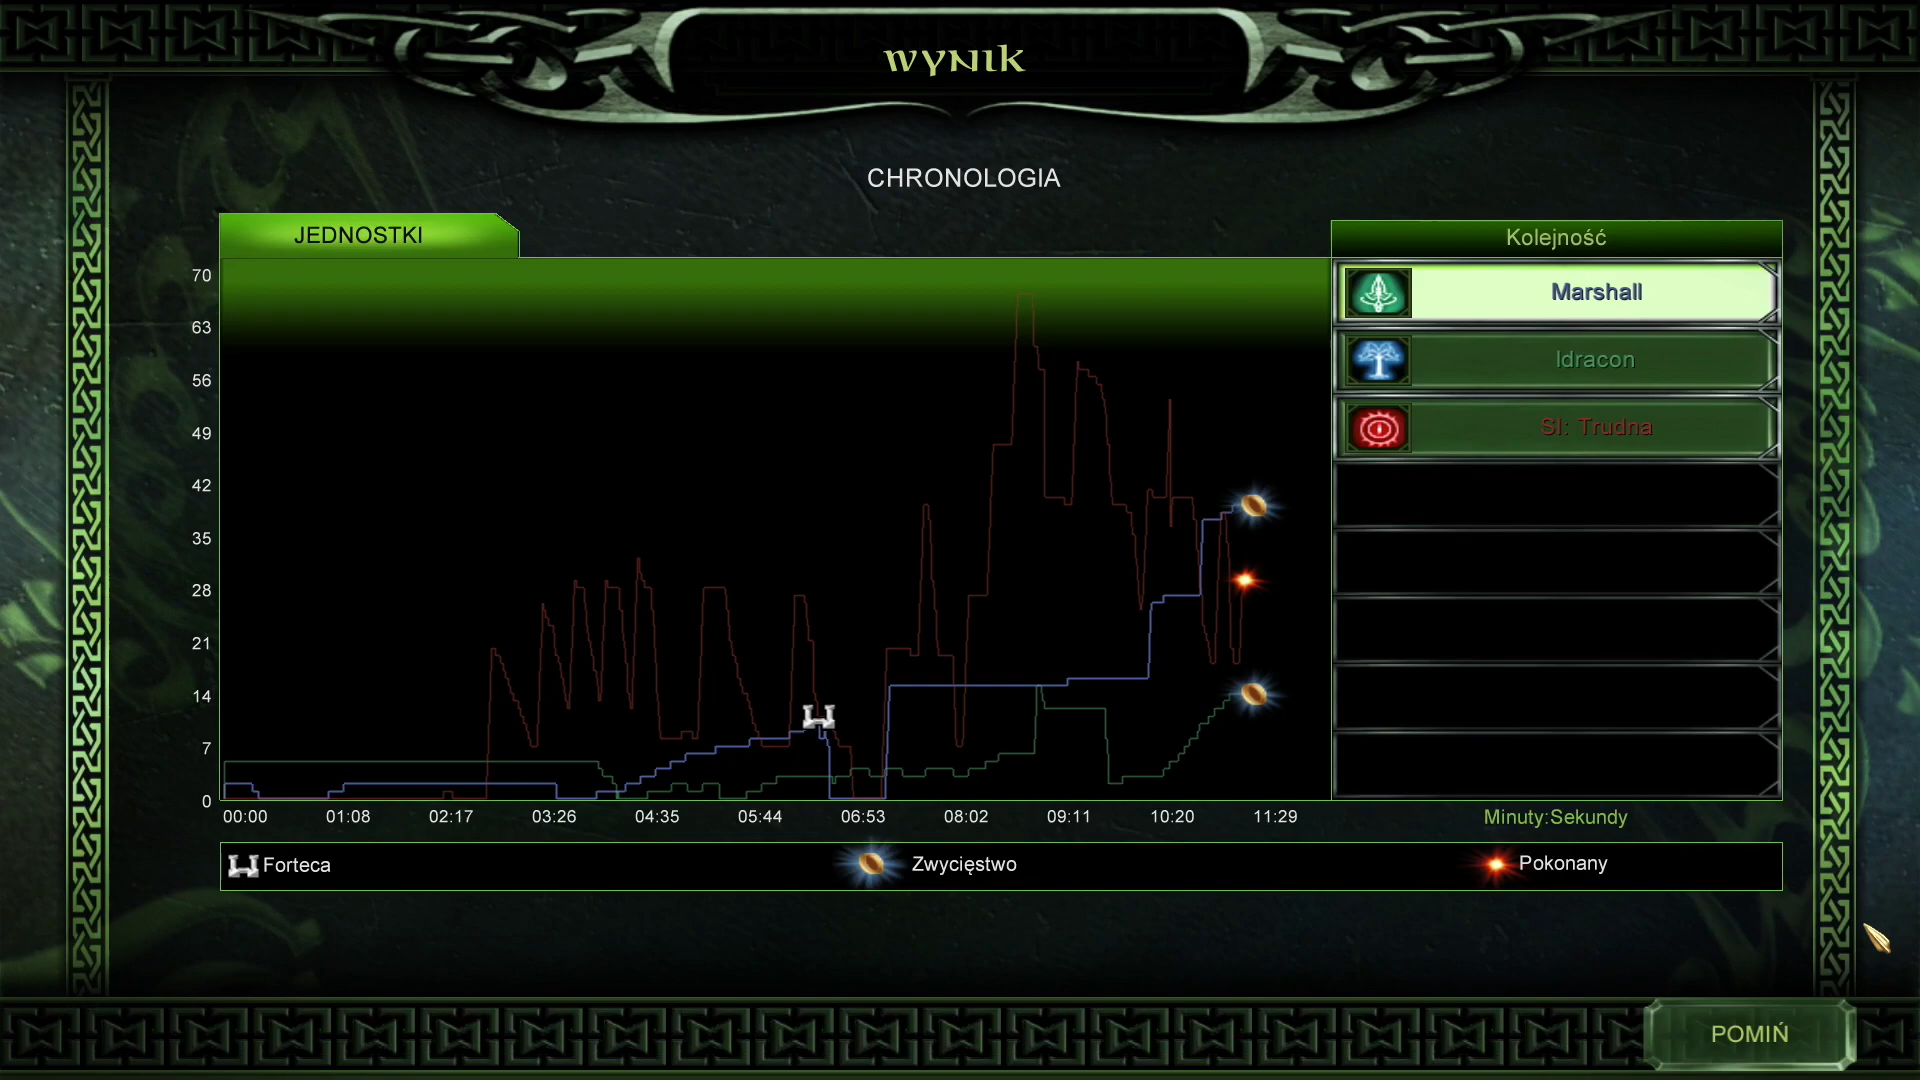 WYNIK
CHRONOLOGIA
JEDNOSTKI
Kolejność
70
63
56
49
42
35
28
21
14
7
0
Marshall
Idracon
SI: Trudna
00:00 01:08 02:17 03:26 04:35 05:44 06:53 08:02 09:11 10:20 11:29
Minuty:Sekundy
Forteca Zwycięstwo Pokonany
POMIŃ